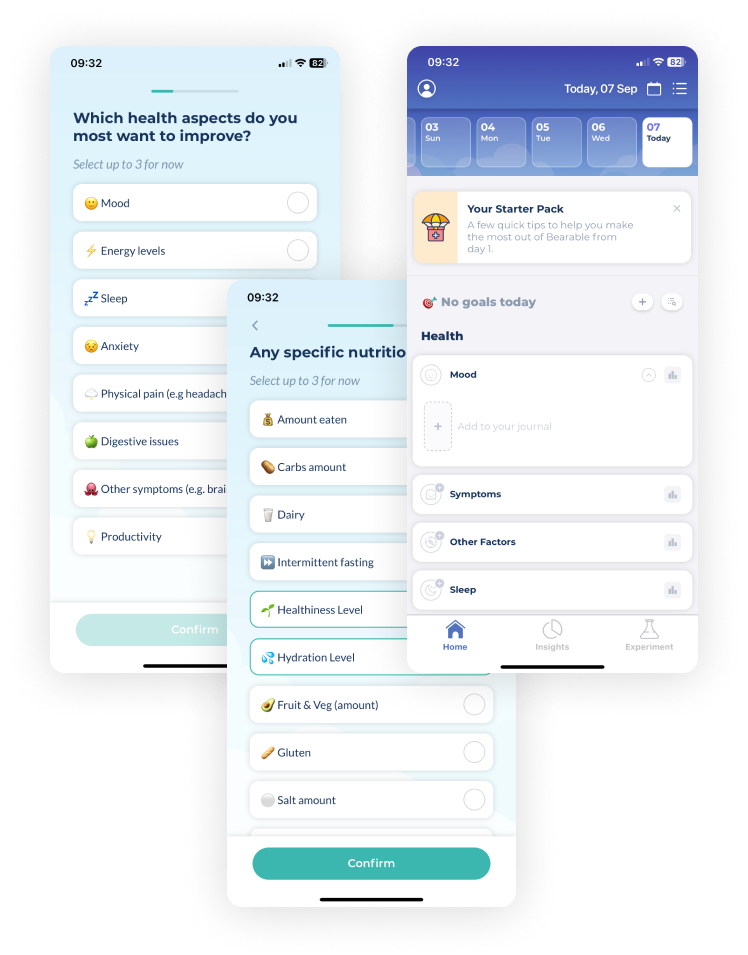 09:32
82
Which health aspects do you
most want to improve?
Select up to 3 for now
Mood
Energy levels
Sleep
Anxiety
Physical pain (e.g headach
Digestive issues
Other symptoms (e.g. brai
Productivity
Confirm
09:32
Any specific nutritio
Select up to 3 for now
Amount eaten
Carbs amount
Dairy
Intermittent fasting
Healthiness Level
Hydration Level
Fruit & Veg (amount)
Gluten
Salt amount
Confirm
09:32
82
Today, 07 Sep
03
Sun
04
Mon
05
Tue
06
Wed
07
Today
Your Starter Pack
A few quick tips to help you make
the most out of Bearable from
day 1.
No goals today
Health
Mood
Add to your journal
Symptoms
Other Factors
Sleep
Home
Insights
Experiment